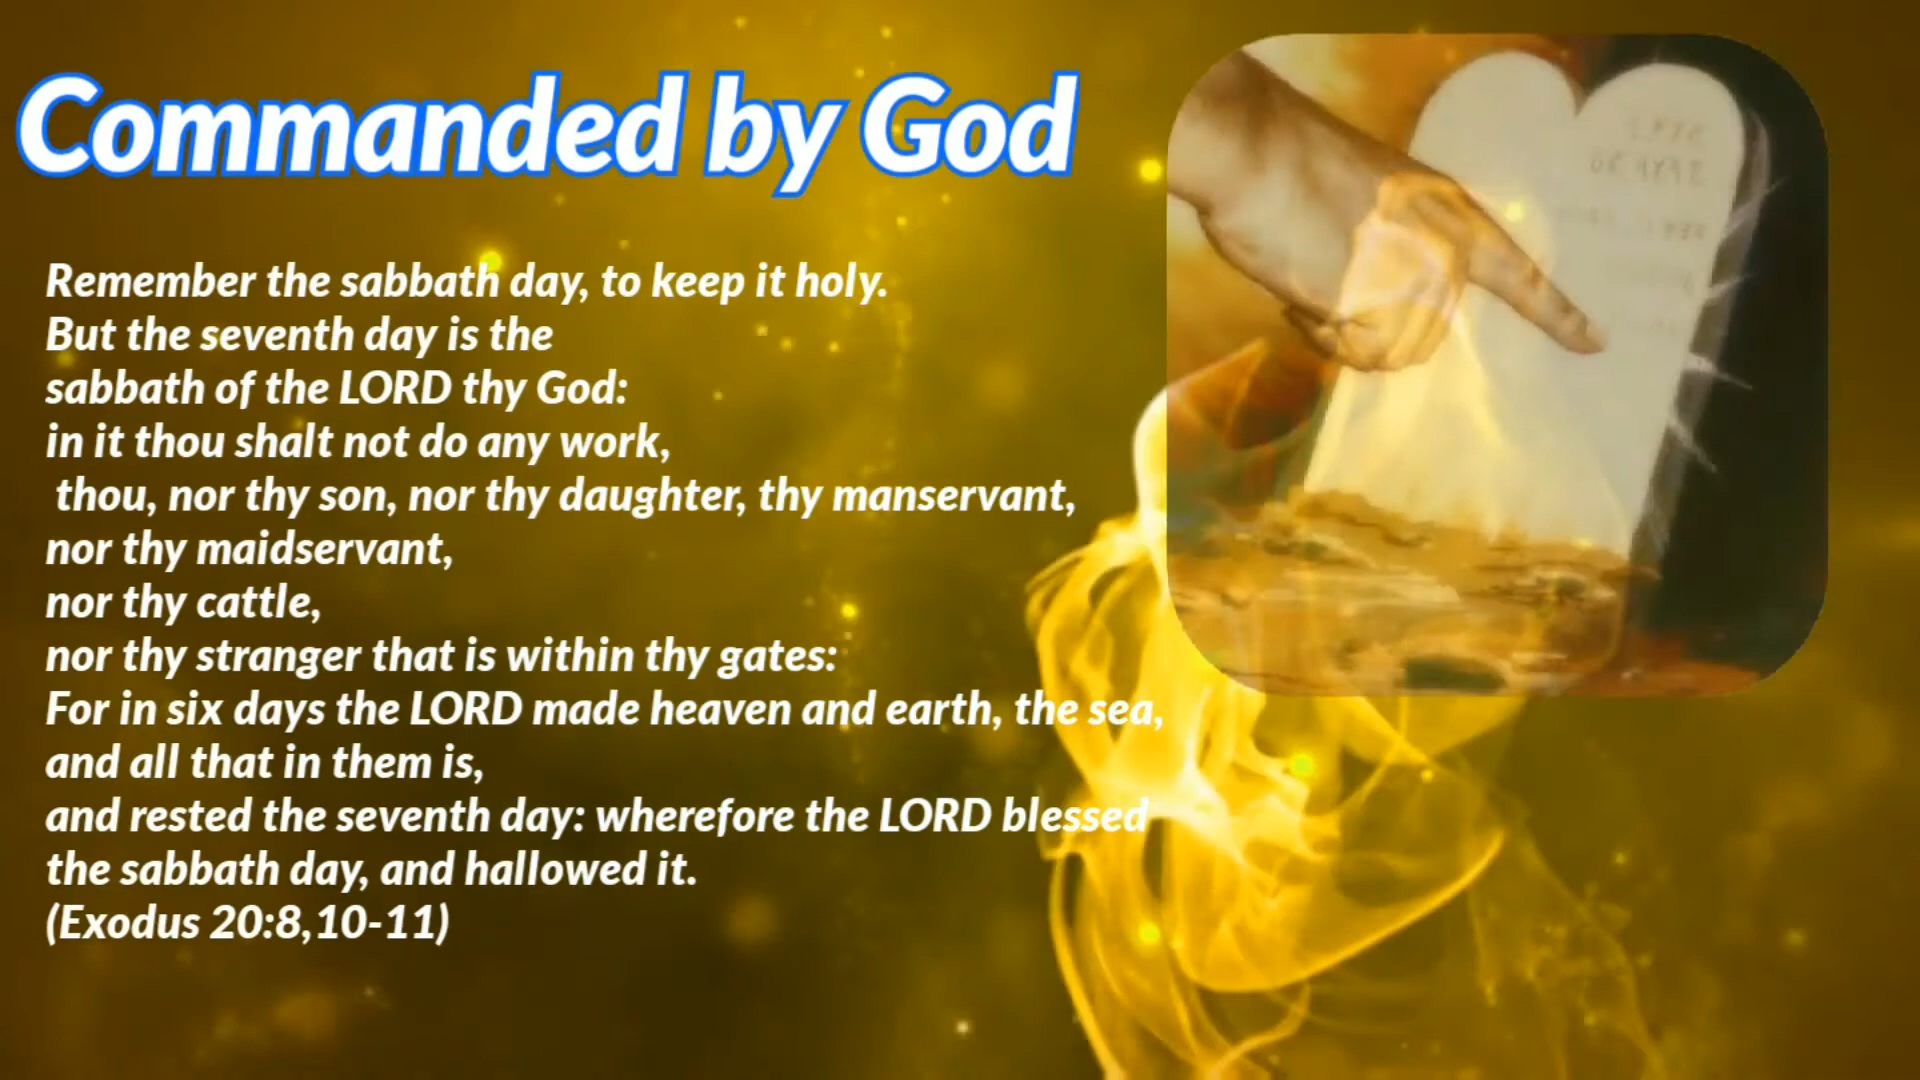 Commanded by God
Remember the sabbath day, to keep it holy.
But the seventh day is the
sabbath of the LORD thy God:
in it thou shalt not do any work,
thou, nor thy son, nor thy daughter, thy manservant,
nor thy maidservant,
nor thy cattle,
nor thy stranger that is within thy gates:
For in six days the LORD made heaven and earth, the sea,
and all that in them is,
and rested the seventh day: wherefore the LORD blessed
the sabbath day, and hallowed it.
(Exodus 20:8,10-11)